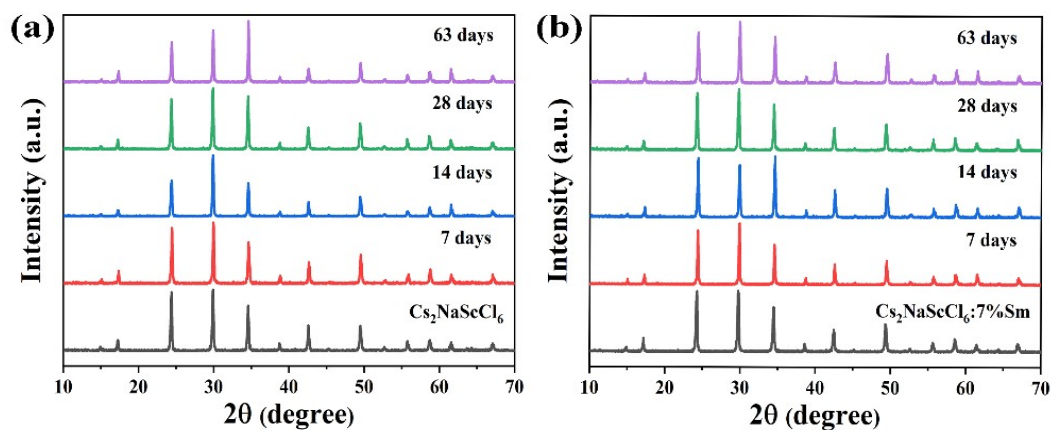 (a)
63 days
28 days
14 days
7 days
Cs₂NaScCl₆
Intensity (a.u.)
10 20 30 40 50 60 70
2θ (degree)
(b)
63 days
28 days
14 days
7 days
Cs₂NaScCl₆:7%Sm
Intensity (a.u.)
10 20 30 40 50 60 70
2θ (degree)